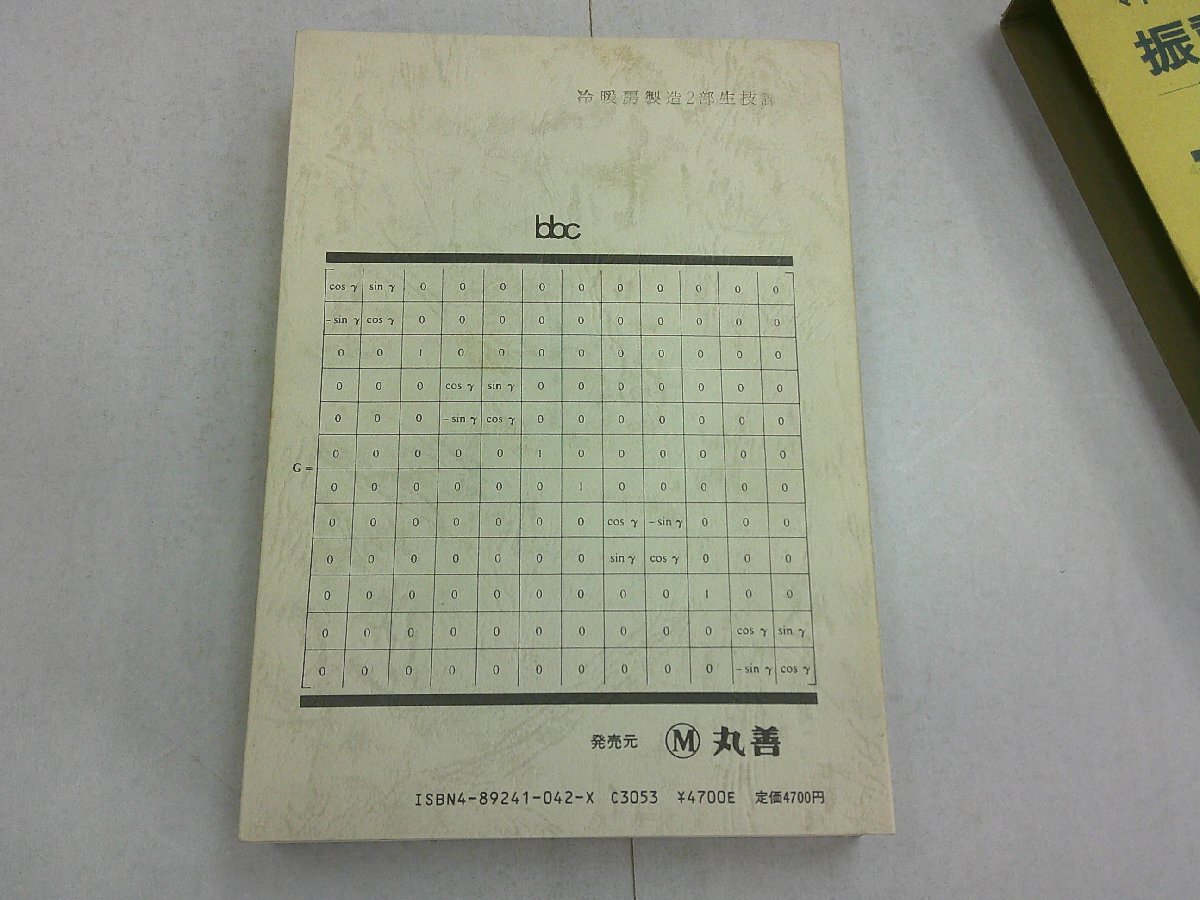 冷暖房製造2部生技課
振
bbc
cos γ sin γ 0 0 0 0 0 0 0 0 0 0
-sin γ cos γ 0 0 0 0 0 0 0 0 0 0
0 0 1 0 0 0 0 0 0 0 0 0
0 0 0 cos γ sin γ 0 0 0 0 0 0 0
0 0 0 -sin γ cos γ 0 0 0 0 0 0 0
G = 0 0 0 0 0 1 0 0 0 0 0 0
0 0 0 0 0 0 1 0 0 0 0 0
0 0 0 0 0 0 0 cos γ -sin γ 0 0 0
0 0 0 0 0 0 0 sin γ cos γ 0 0 0
0 0 0 0 0 0 0 0 0 1 0 0
0 0 0 0 0 0 0 0 0 0 cos γ sin γ
0 0 0 0 0 0 0 0 0 0 -sin γ cos γ
発売元 M 丸善
ISBN4-89241-042-X C3053 ¥4700E 定価4700円